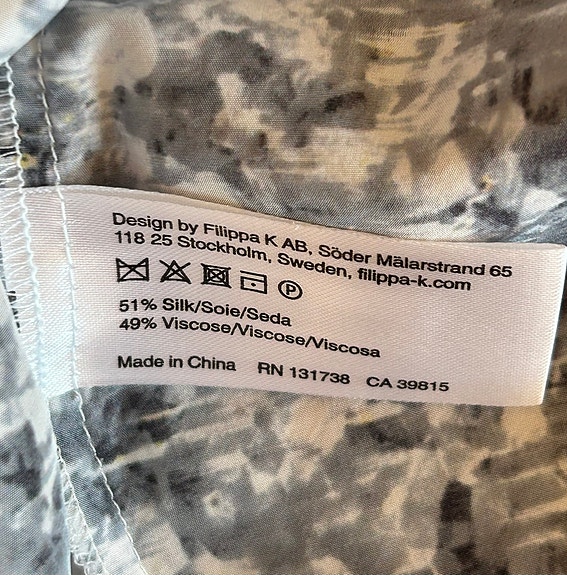 Design by Filippa K AB, Söder Mälarstrand 65
118 25 Stockholm, Sweden, filippa-k.com
P
51% Silk/Soie/Seda
49% Viscose/Viscose/Viscosa
Made in China RN 131738 CA 39815